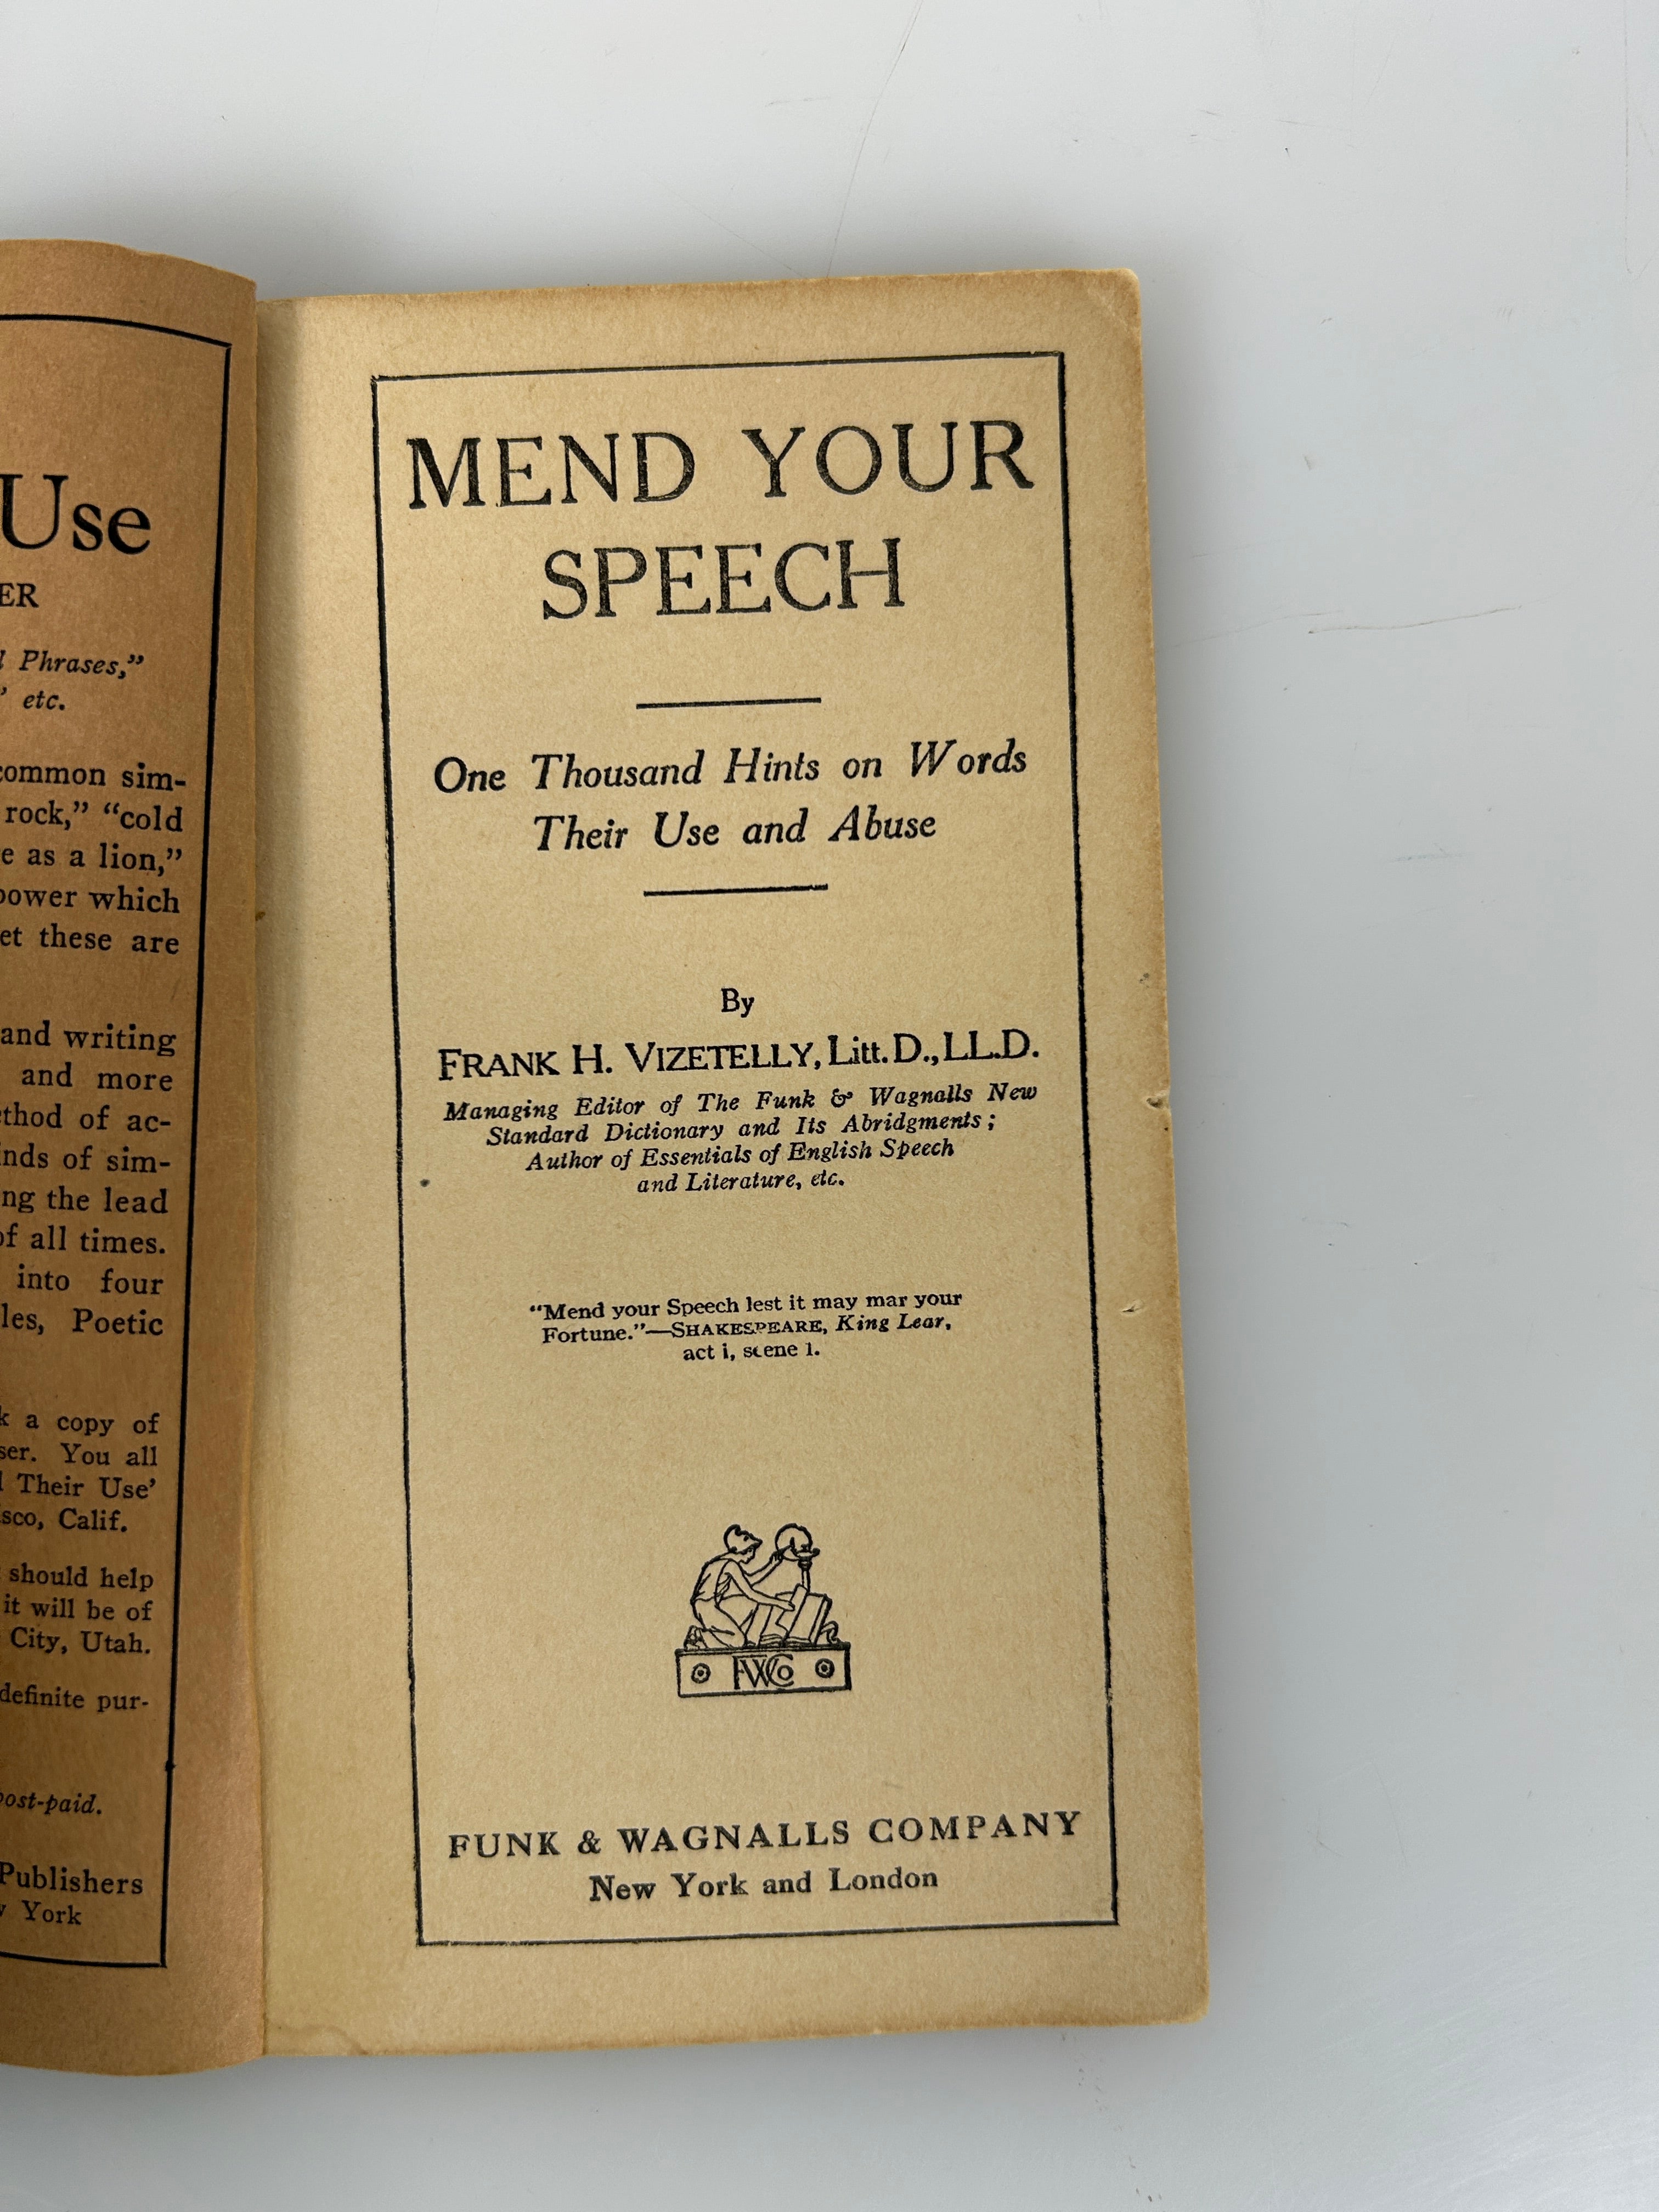 Use
ER
Phrases,”
etc.
common sim-
rock,” “cold
e as a lion,”
power which
et these are
and writing
and more
thod of ac-
inds of sim-
ng the lead
of all times.
into four
les, Poetic
k a copy of
ser. You all
Their Use’
sco, Calif.
should help
it will be of
City, Utah.
definite pur-
post-paid.
Publishers
York
MEND YOUR
SPEECH
One Thousand Hints on Words
Their Use and Abuse
By
FRANK H. VIZETELLY, Litt.D., LL.D.
Managing Editor of The Funk & Wagnalls New
Standard Dictionary and Its Abridgments;
Author of Essentials of English Speech
and Literature, etc.
“Mend your Speech lest it may mar your
Fortune.”—SHAKESPEARE, King Lear,
act i, scene 1.
FWCo
FUNK & WAGNALLS COMPANY
New York and London